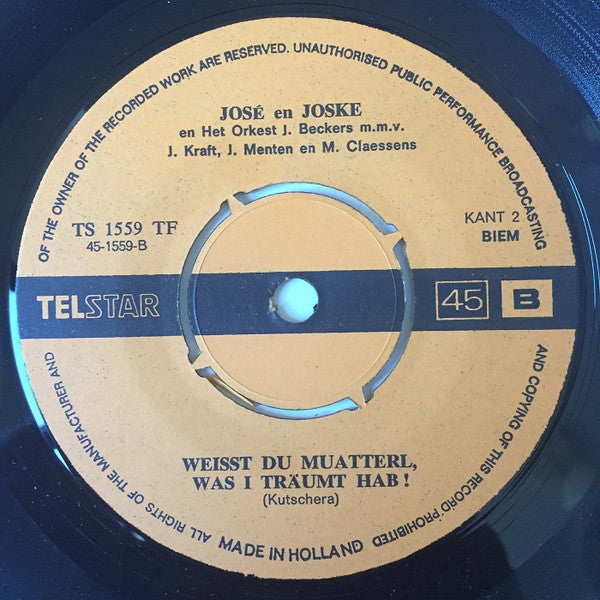 ALL RIGHTS OF THE MANUFACTURER AND OF THE OWNER OF THE RECORDED WORK ARE RESERVED. UNAUTHORISED PUBLIC PERFORMANCE BROADCASTING AND COPYING OF THIS RECORD PROHIBITED
JOSÉ en JOSKE
en Het Orkest J. Beckers m.m.v.
J. Kraft, J. Menten en M. Claessens
TS 1559 TF
45-1559-B
KANT 2
BIEM
TELSTAR
45 B
WEISST DU MUATTERL,
WAS I TRÄUMT HAB!
(Kutschera)
MADE IN HOLLAND